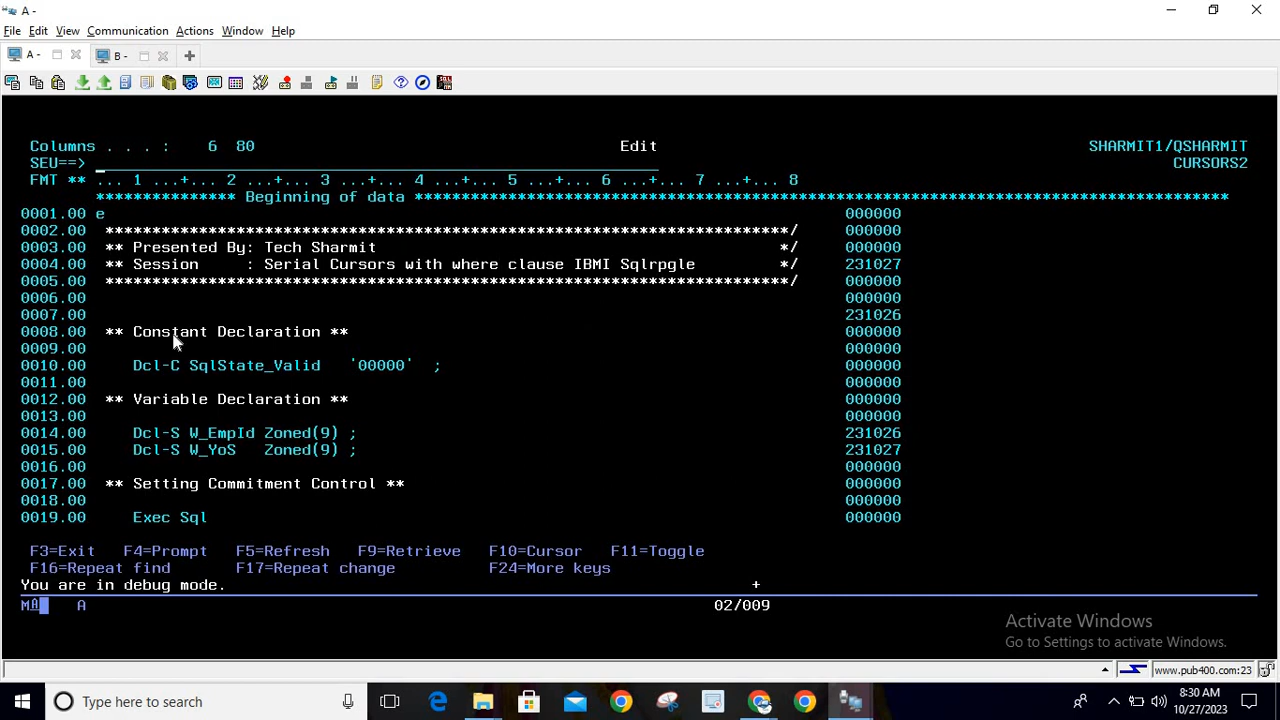 A -
File Edit View Communication Actions Window Help
A - B -
Columns . . . : 6 80 Edit SHARMIT1/QSHARMIT
SEU==> CURSORS2
FMT ** ... 1 ...+... 2 ...+... 3 ...+... 4 ...+... 5 ...+... 6 ...+... 7 ...+... 8
*************** Beginning of data *****************************************************************************************
0001.00 e 000000
0002.00 *************************************************************************/ 000000
0003.00 ** Presented By: Tech Sharmit */ 000000
0004.00 ** Session : Serial Cursors with where clause IBMI Sqlrpgle */ 231027
0005.00 *************************************************************************/ 000000
0006.00 000000
0007.00 231026
0008.00 ** Constant Declaration ** 000000
0009.00 000000
0010.00 Dcl-C SqlState_Valid '00000' ; 000000
0011.00 000000
0012.00 ** Variable Declaration ** 000000
0013.00 000000
0014.00 Dcl-S W_EmpId Zoned(9) ; 231026
0015.00 Dcl-S W_YoS Zoned(9) ; 231027
0016.00 000000
0017.00 ** Setting Commitment Control ** 000000
0018.00 000000
0019.00 Exec Sql 000000
F3=Exit F4=Prompt F5=Refresh F9=Retrieve F10=Cursor F11=Toggle
F16=Repeat find F17=Repeat change F24=More keys
You are in debug mode. +
MA A 02/009
Activate Windows
Go to Settings to activate Windows.
www.pub400.com:23
Type here to search
8:30 AM
10/27/2023